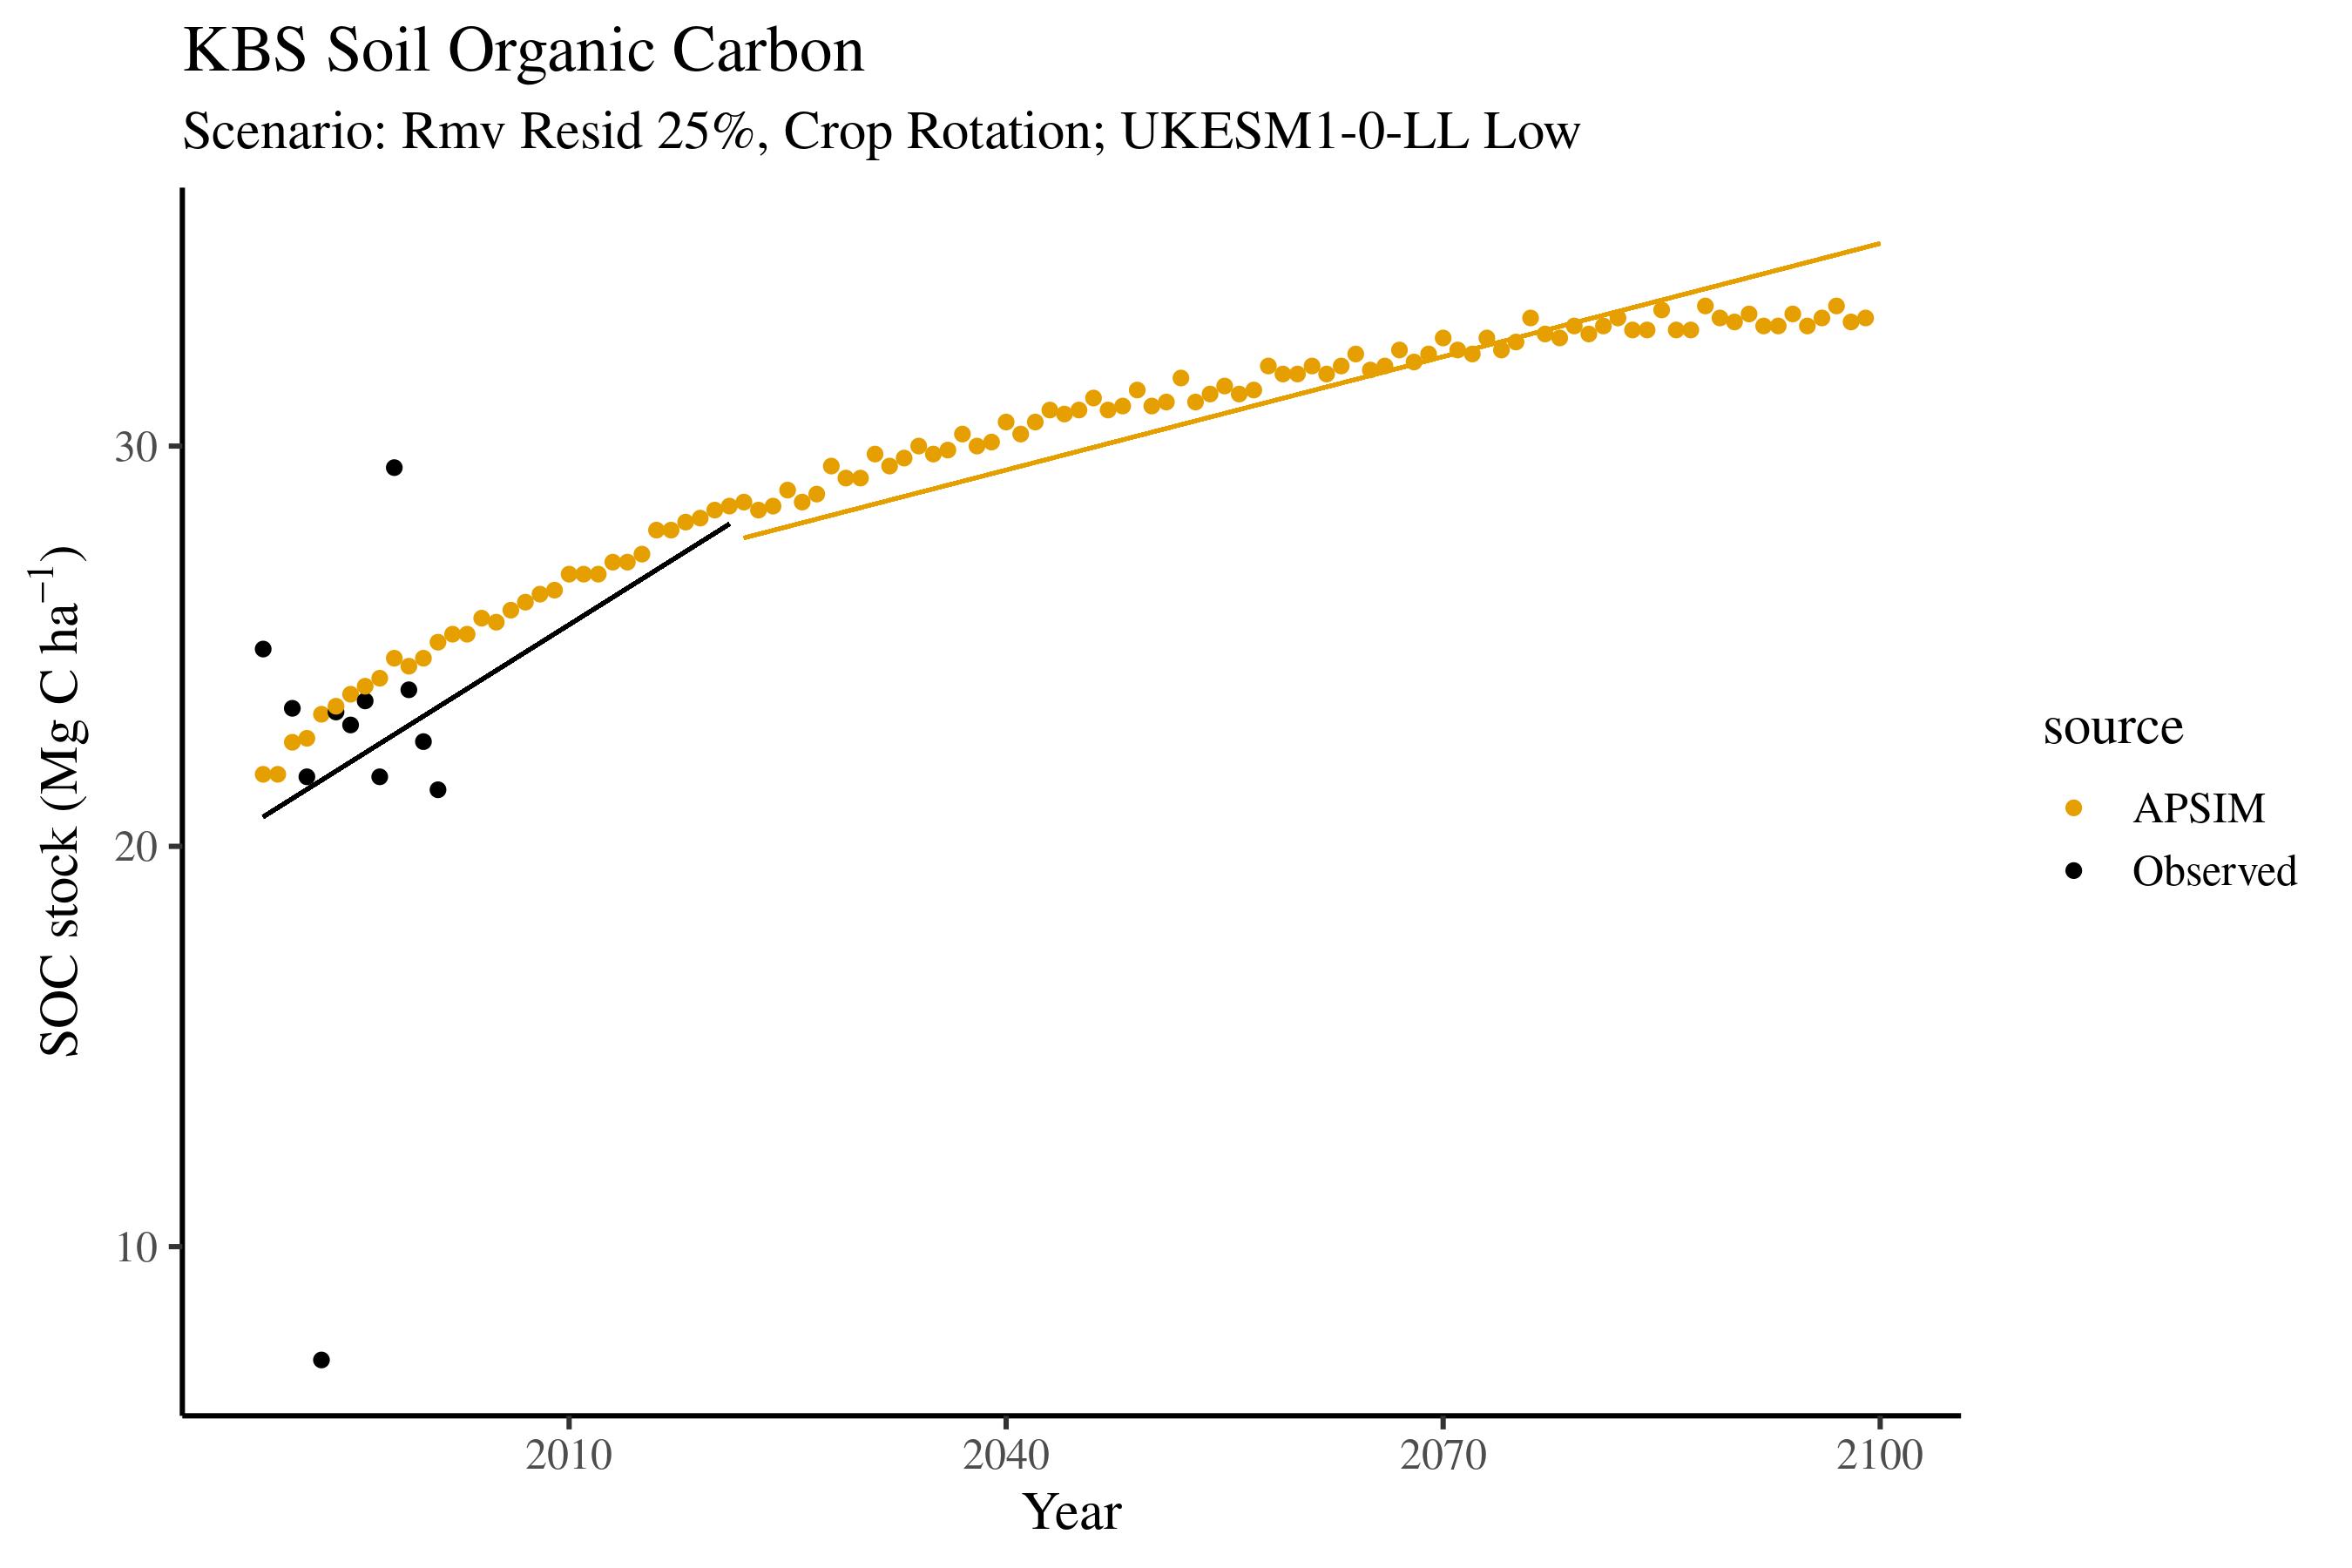 KBS Soil Organic Carbon
Scenario: Rmv Resid 25%, Crop Rotation; UKESM1-0-LL Low
SOC stock (Mg C ha⁻¹)
30
20
10
2010 2040 2070 2100
Year
source
APSIM
Observed